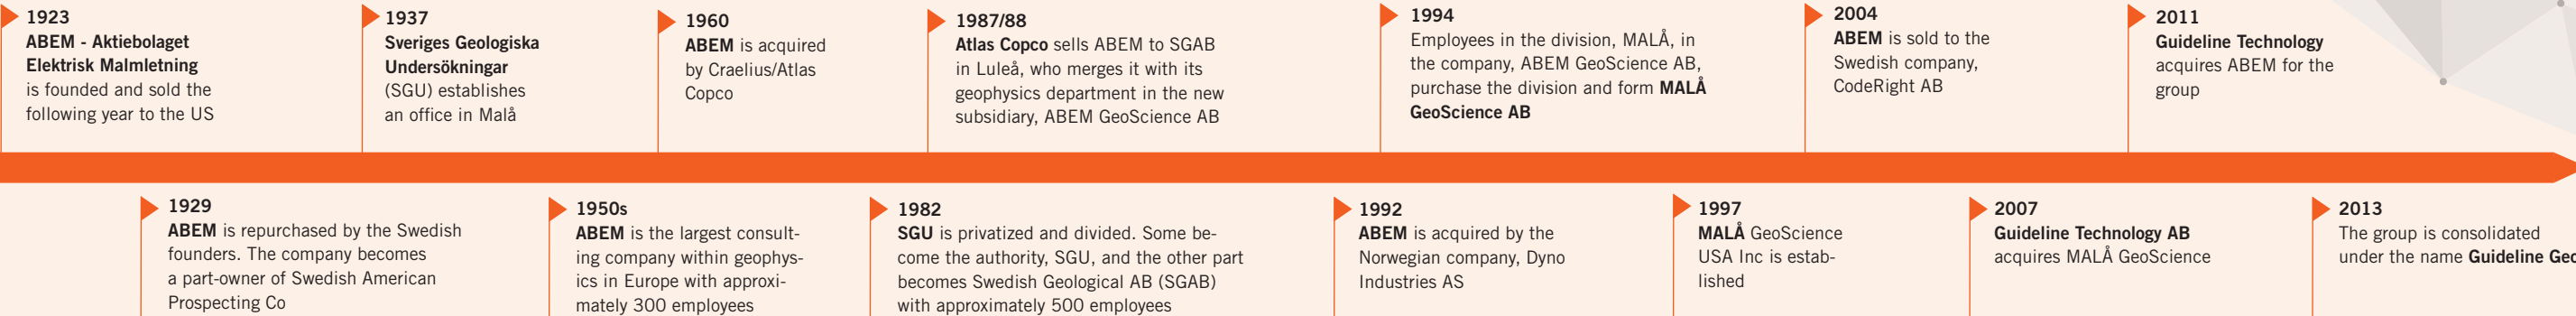 1923
ABEM - Aktiebolaget
Elektrisk Malmletning
is founded and sold the
following year to the US
1937
Sveriges Geologiska
Undersökningar
(SGU) establishes
an office in Malå
1960
ABEM is acquired
by Craelius/Atlas
Copco
1987/88
Atlas Copco sells ABEM to SGAB
in Luleå, who merges it with its
geophysics department in the new
subsidiary, ABEM GeoScience AB
1994
Employees in the division, MALÅ, in
the company, ABEM GeoScience AB,
purchase the division and form MALÅ
GeoScience AB
2004
ABEM is sold to the
Swedish company,
CodeRight AB
2011
Guideline Technology
acquires ABEM for the
group
1929
ABEM is repurchased by the Swedish
founders. The company becomes
a part-owner of Swedish American
Prospecting Co
1950s
ABEM is the largest consult-
ing company within geophys-
ics in Europe with approxi-
mately 300 employees
1982
SGU is privatized and divided. Some be-
come the authority, SGU, and the other part
becomes Swedish Geological AB (SGAB)
with approximately 500 employees
1992
ABEM is acquired by the
Norwegian company, Dyno
Industries AS
1997
MALÅ GeoScience
USA Inc is estab-
lished
2007
Guideline Technology AB
acquires MALÅ GeoScience
2013
The group is consolidated
under the name Guideline